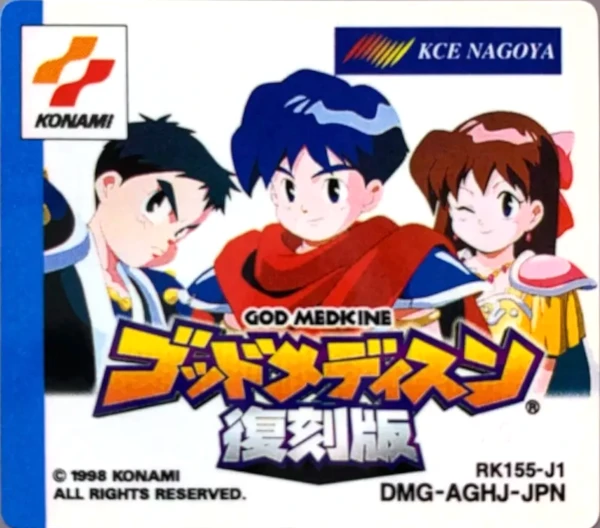 KONAMI
KCE NAGOYA
GOD MEDICINE
ゴッドメディスン®
復刻版
© 1998 KONAMI
ALL RIGHTS RESERVED.
RK155-J1
DMG-AGHJ-JPN